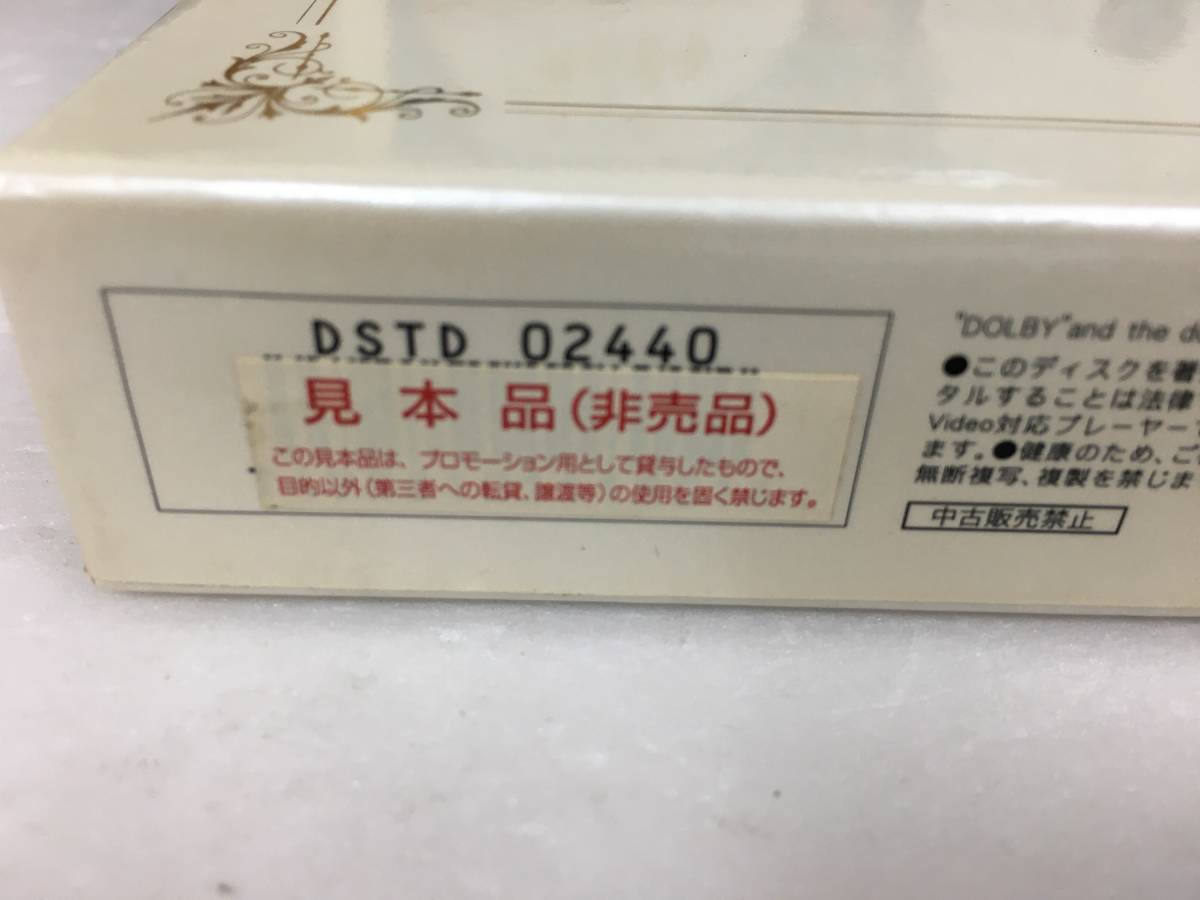 DSTD 02440
見本品(非売品)
この見本品は、プロモーション用として貸与したもので、
目的以外(第三者への転貸、譲渡等)の使用を固く禁じます。
"DOLBY"and the
●このディスクを著
タルすることは法律
Video対応プレーヤーで
ます。●健康のため、ご
無断複写、複製を禁じま
中古販売禁止